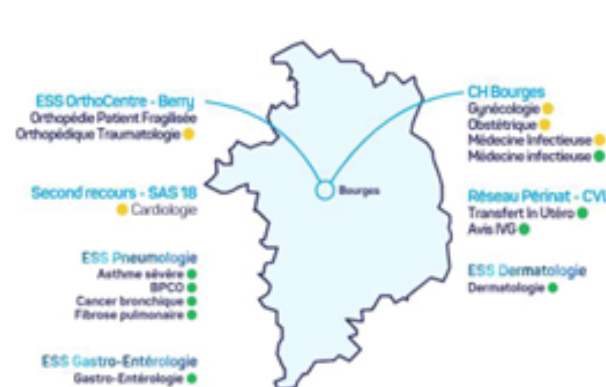 ESS OrthoCentre - Berry
Orthopédie Patient Fragilisée
Orthopédique Traumatologie
Second recours - SAS 18
Cardiologie
ESS Pneumologie
Asthme sévère
BPCO
Cancer bronchique
Fibrose pulmonaire
ESS Gastro-Entérologie
Gastro-Entérologie
Bourges
CH Bourges
Gynécologie
Obstétrique
Médecine Infectieuse
Médecine infectieuse
Réseau Périnat - CVL
Transfert In Utéro
Avis IVG
ESS Dermatologie
Dermatologie